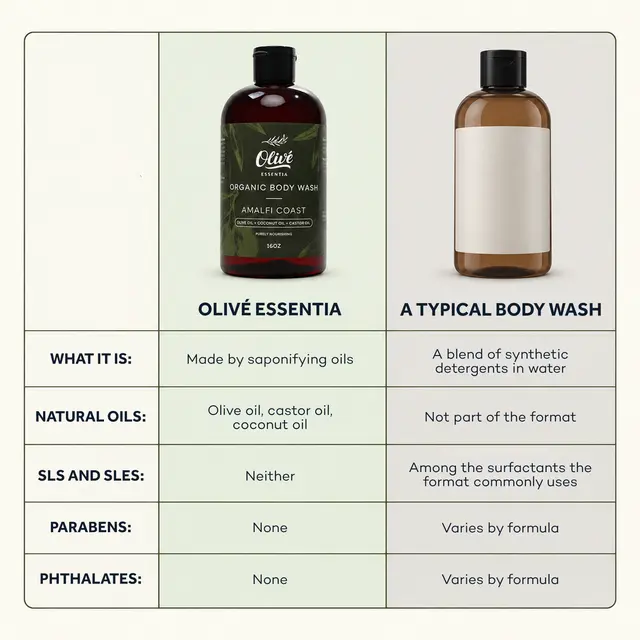 Olivé
ESSENTIA
ORGANIC BODY WASH
AMALFI COAST
OLIVE OIL + COCONUT OIL + CASTOR OIL
PURELY NOURISHING
16OZ
OLIVÉ ESSENTIA
A TYPICAL BODY WASH
WHAT IT IS:
Made by saponifying oils
A blend of synthetic
detergents in water
NATURAL OILS:
Olive oil, castor oil,
coconut oil
Not part of the format
SLS AND SLES:
Neither
Among the surfactants the
format commonly uses
PARABENS:
None
Varies by formula
PHTHALATES:
None
Varies by formula